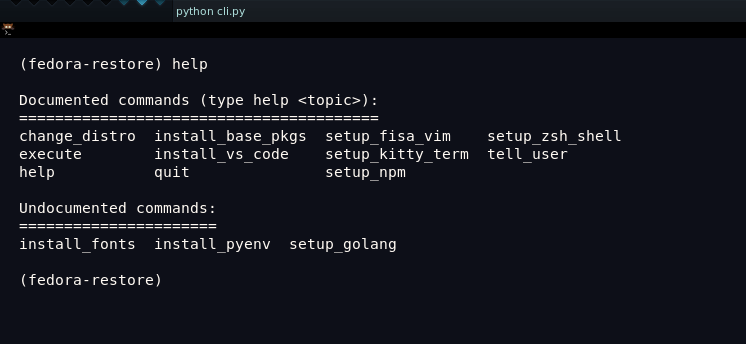 python cli.py
(fedora-restore) help
Documented commands (type help <topic>):
========================================
change_distro  install_base_pkgs  setup_fisa_vim    setup_zsh_shell
execute        install_vs_code    setup_kitty_term  tell_user
help           quit               setup_npm
Undocumented commands:
======================
install_fonts  install_pyenv  setup_golang
(fedora-restore)